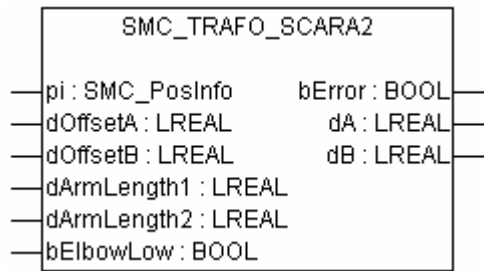 SMC_TRAFO_SCARA2
pi : SMC_PosInfo bError : BOOL
dOffsetA : LREAL dA : LREAL
dOffsetB : LREAL dB : LREAL
dArmLength1 : LREAL
dArmLength2 : LREAL
bElbowLow : BOOL